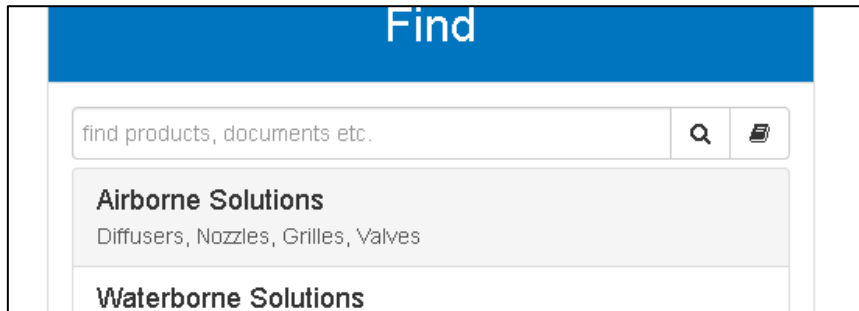 Find
find products, documents etc.
Airborne Solutions
Diffusers, Nozzles, Grilles, Valves
Waterborne Solutions